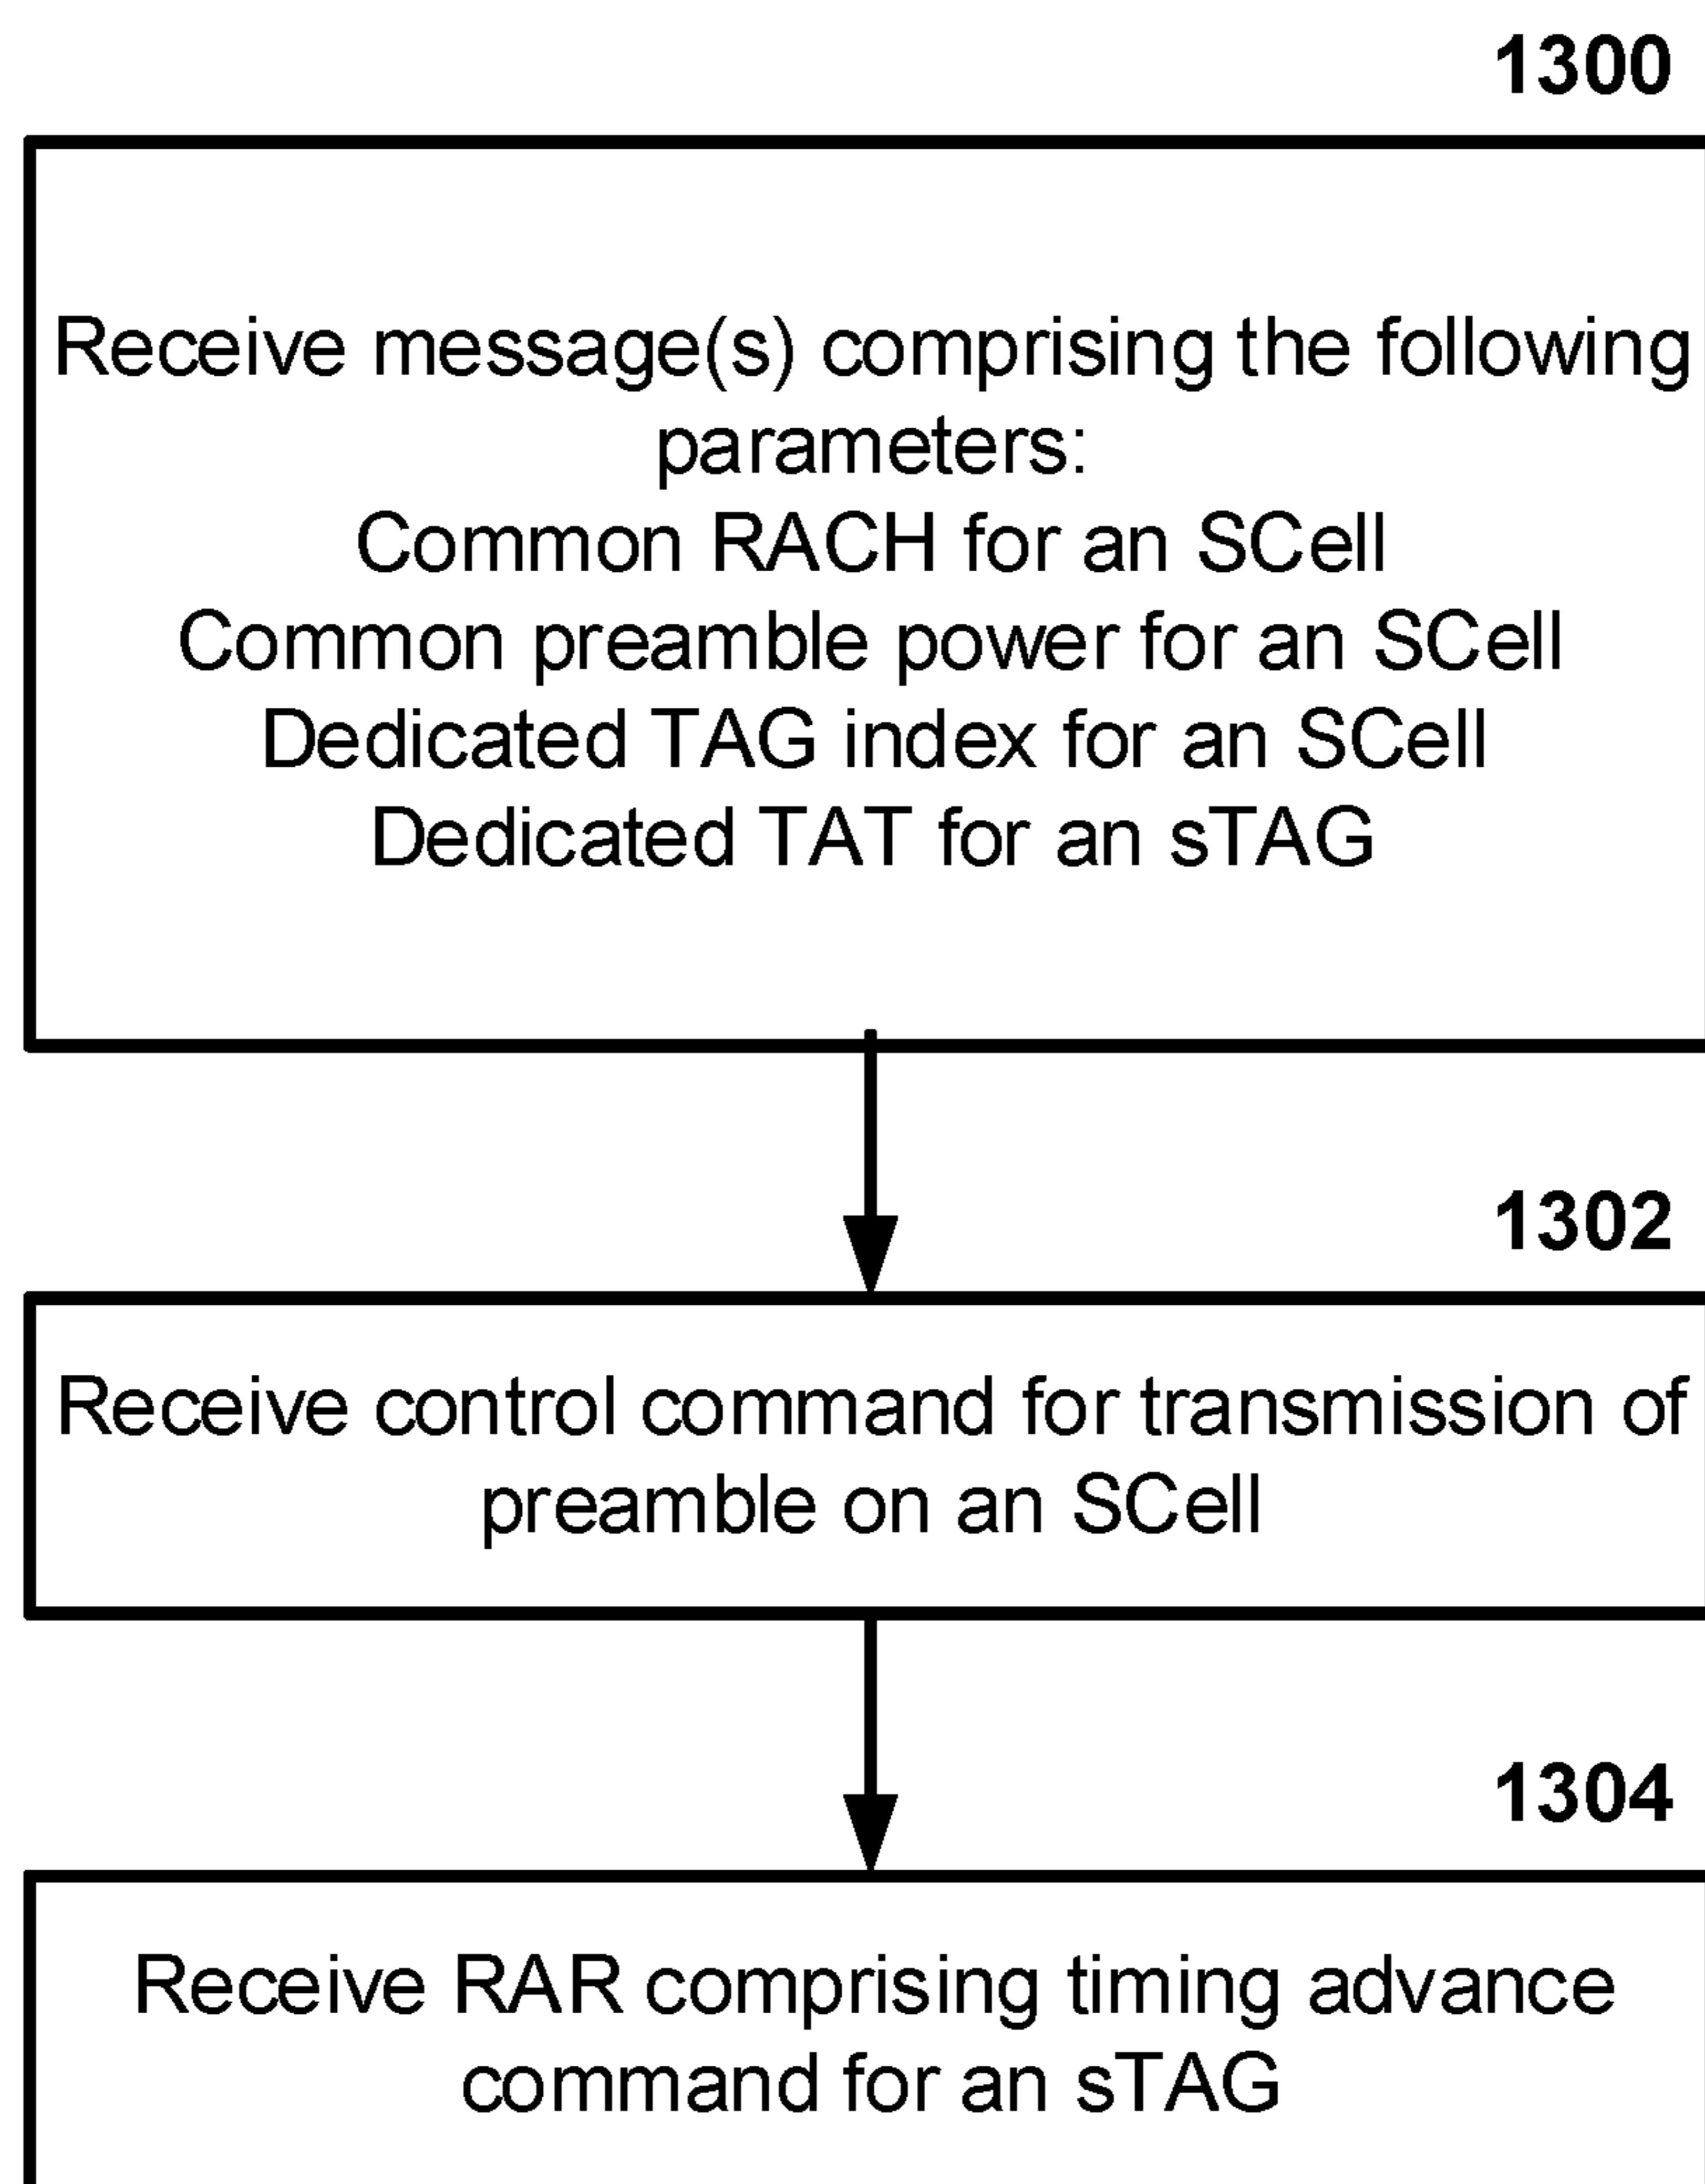 1300
Receive message(s) comprising the following
parameters:
Common RACH for an SCell
Common preamble power for an SCell
Dedicated TAG index for an SCell
Dedicated TAT for an sTAG
1302
Receive control command for transmission of
preamble on an SCell
1304
Receive RAR comprising timing advance
command for an sTAG